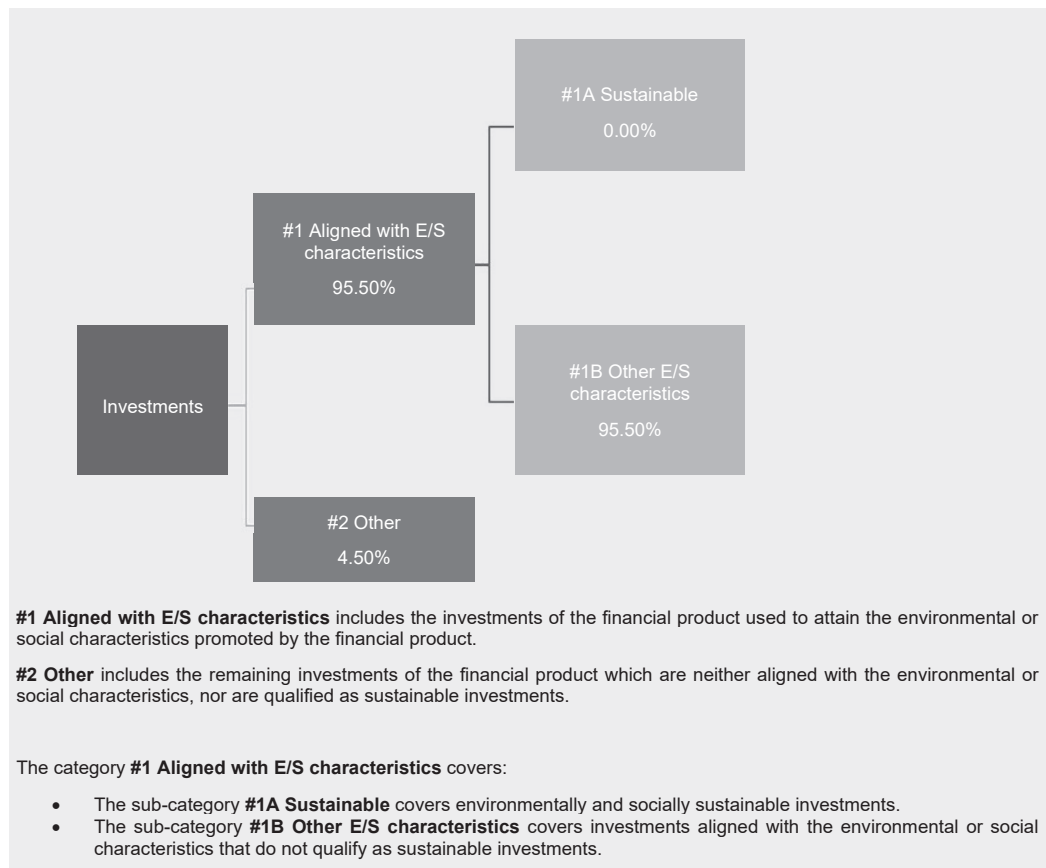 #1A Sustainable
0.00%
#1 Aligned with E/S
characteristics
95.50%
Investments
#1B Other E/S
characteristics
95.50%
#2 Other
4.50%
#1 Aligned with E/S characteristics includes the investments of the financial product used to attain the environmental or
social characteristics promoted by the financial product.
#2 Other includes the remaining investments of the financial product which are neither aligned with the environmental or
social characteristics, nor are qualified as sustainable investments.
The category #1 Aligned with E/S characteristics covers:
• The sub-category #1A Sustainable covers environmentally and socially sustainable investments.
• The sub-category #1B Other E/S characteristics covers investments aligned with the environmental or social
characteristics that do not qualify as sustainable investments.